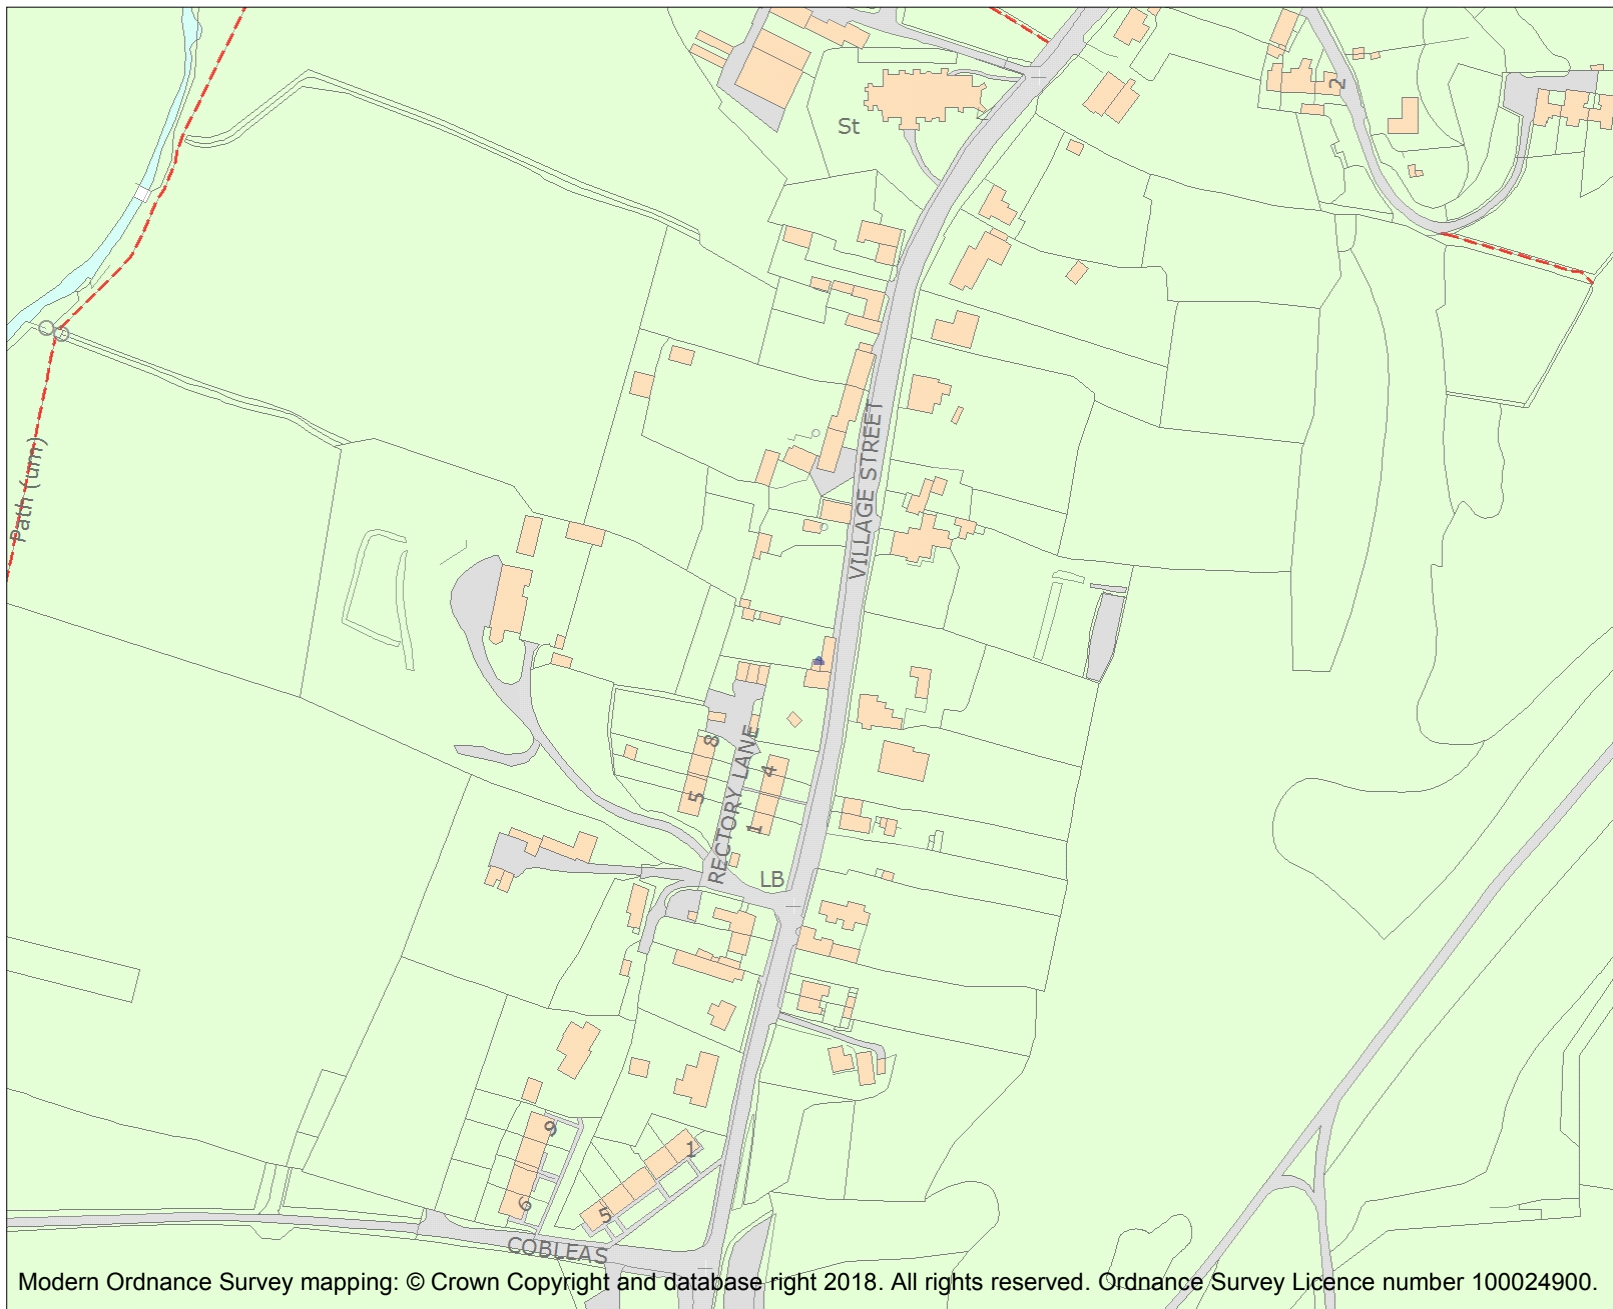 2
St
VILLAGE STREET
Path (um)
8
4
5
1
RECTORY LANE
LB
9
1
6
5
COBLEAS
Modern Ordnance Survey mapping: © Crown Copyright and database right 2018. All rights reserved. Ordnance Survey Licence number 100024900.